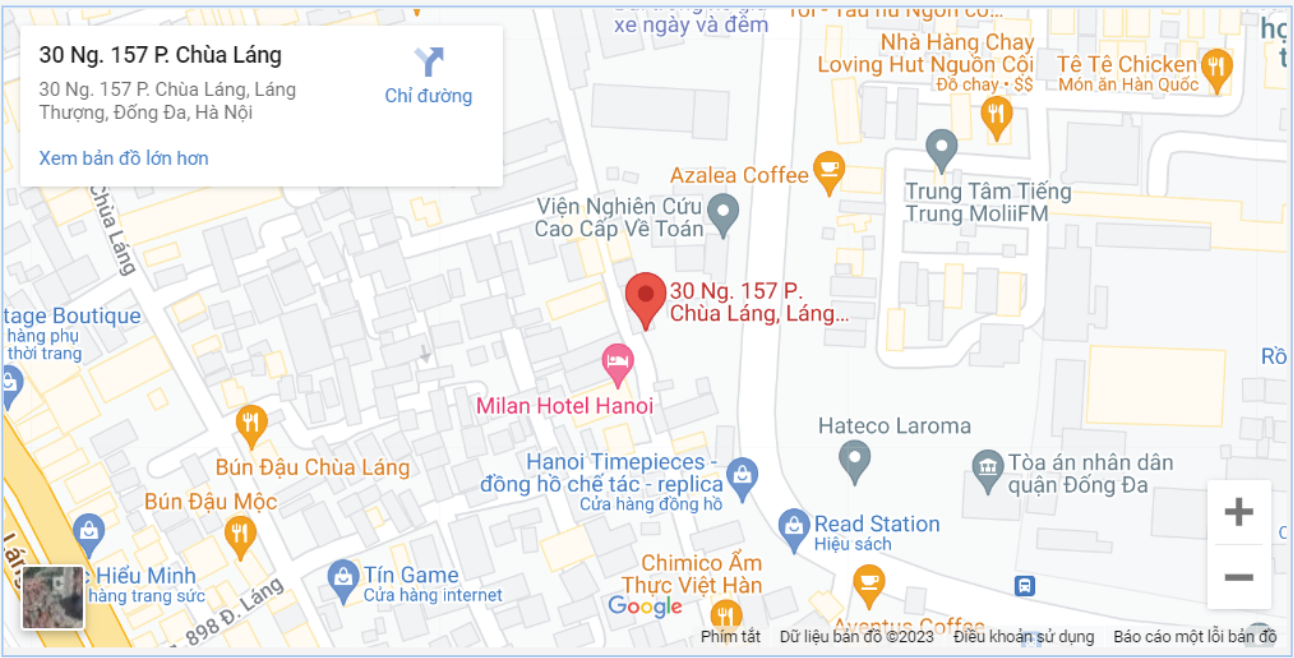 30 Ng. 157 P. Chùa Láng
30 Ng. 157 P. Chùa Láng, Láng
Thượng, Đống Đa, Hà Nội
Chỉ đường
Xem bản đồ lớn hơn
xe ngày và đêm
Nhà Hàng Chay
Loving Hut Nguồn Cội
Đồ chay • $$
Tê Tê Chicken
Món ăn Hàn Quốc
Azalea Coffee
Trung Tâm Tiếng
Trung MoliiFM
Viện Nghiên Cứu
Cao Cấp Về Toán
Chùa Láng
30 Ng. 157 P.
Chùa Láng, Láng...
tage Boutique
hàng phụ
thời trang
Milan Hotel Hanoi
Rồ
Bún Đậu Chùa Láng
Hateco Laroma
Hanoi Timepieces -
đồng hồ chế tác - replica
Cửa hàng đồng hồ
Tòa án nhân dân
quận Đống Đa
Bún Đậu Mộc
Read Station
Hiệu sách
Hiểu Minh
hàng trang sức
Tín Game
Cửa hàng internet
Chimico Ẩm
Thực Việt Hàn
898 Đ. Láng
Láng
Google
Aventus Coffee
Phím tắt Dữ liệu bản đồ ©2023 Điều khoản sử dụng Báo cáo một lỗi bản đồ